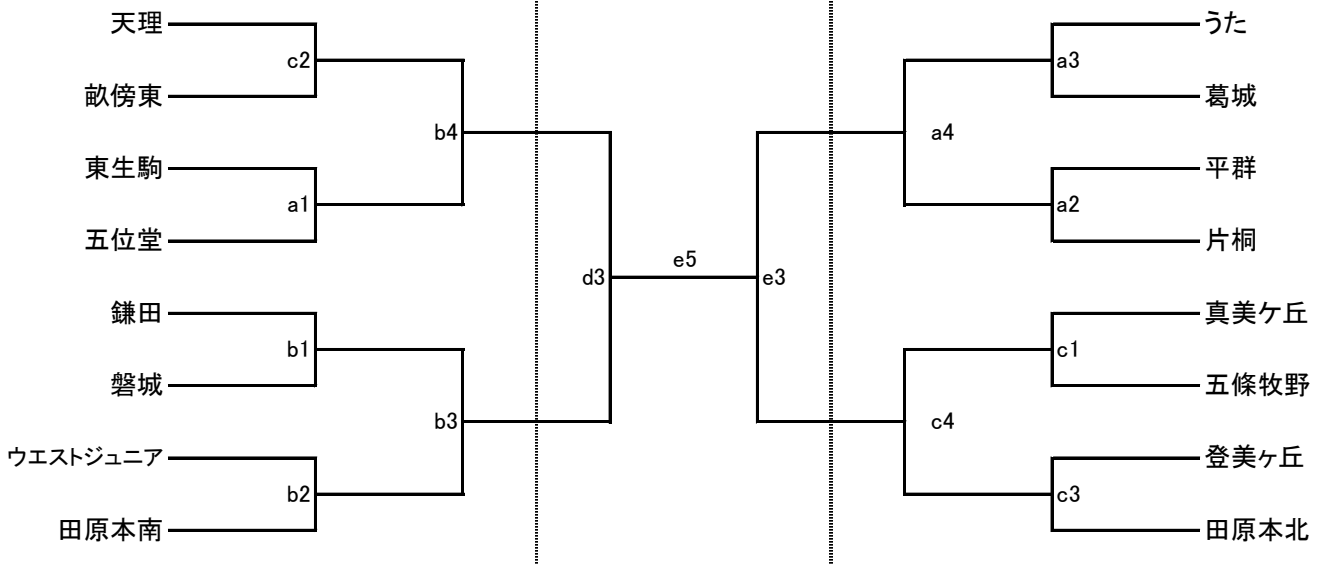 天理
c2
畝傍東
b4
東生駒
a1
五位堂
d3
鎌田
b1
磐城
b3
ウエストジュニア
b2
田原本南
e5
e3
うた
a3
葛城
a4
平群
a2
片桐
真美ケ丘
c1
五條牧野
c4
登美ヶ丘
c3
田原本北